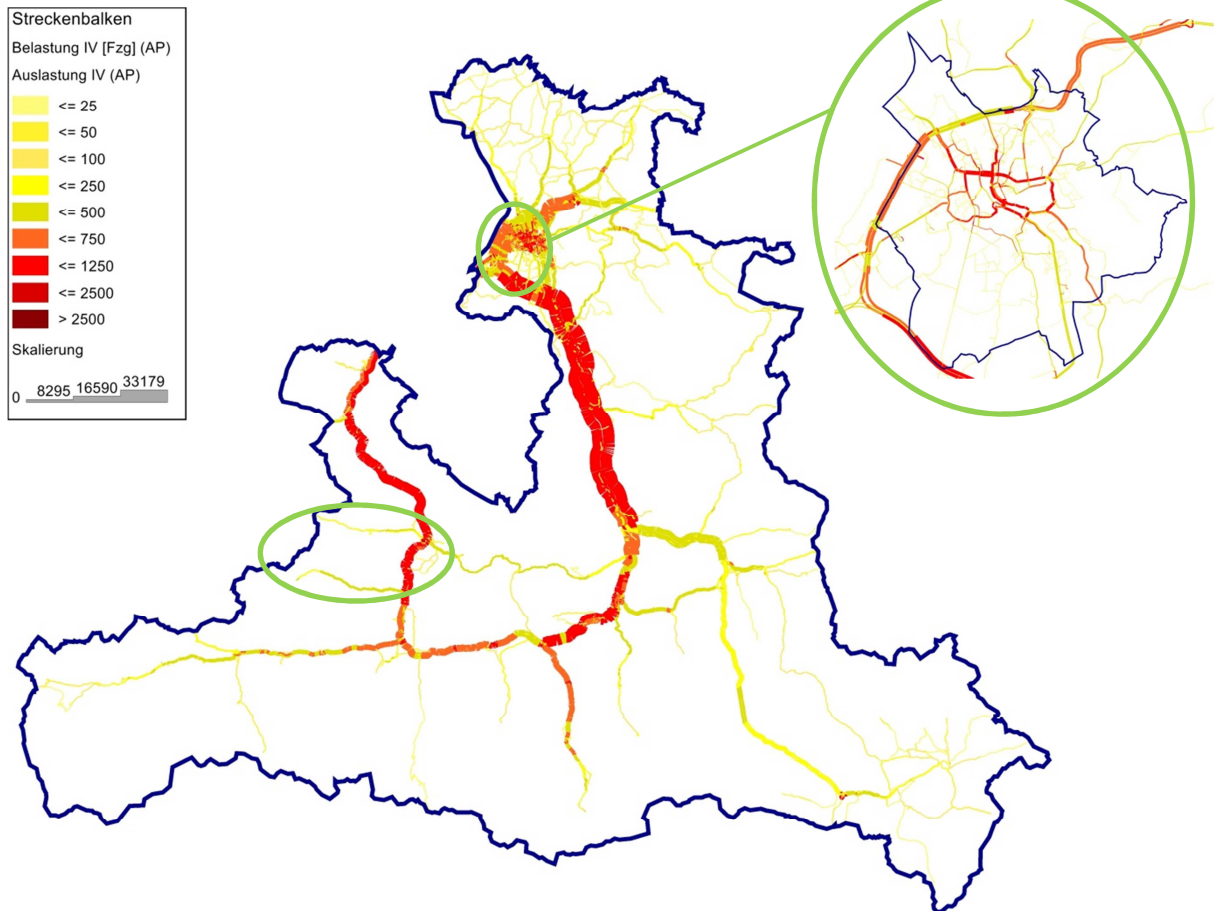 Streckenbalken
Belastung IV [Fzg] (AP)
Auslastung IV (AP)
<= 25
<= 50
<= 100
<= 250
<= 500
<= 750
<= 1250
<= 2500
> 2500
Skalierung
0 8295 16590 33179